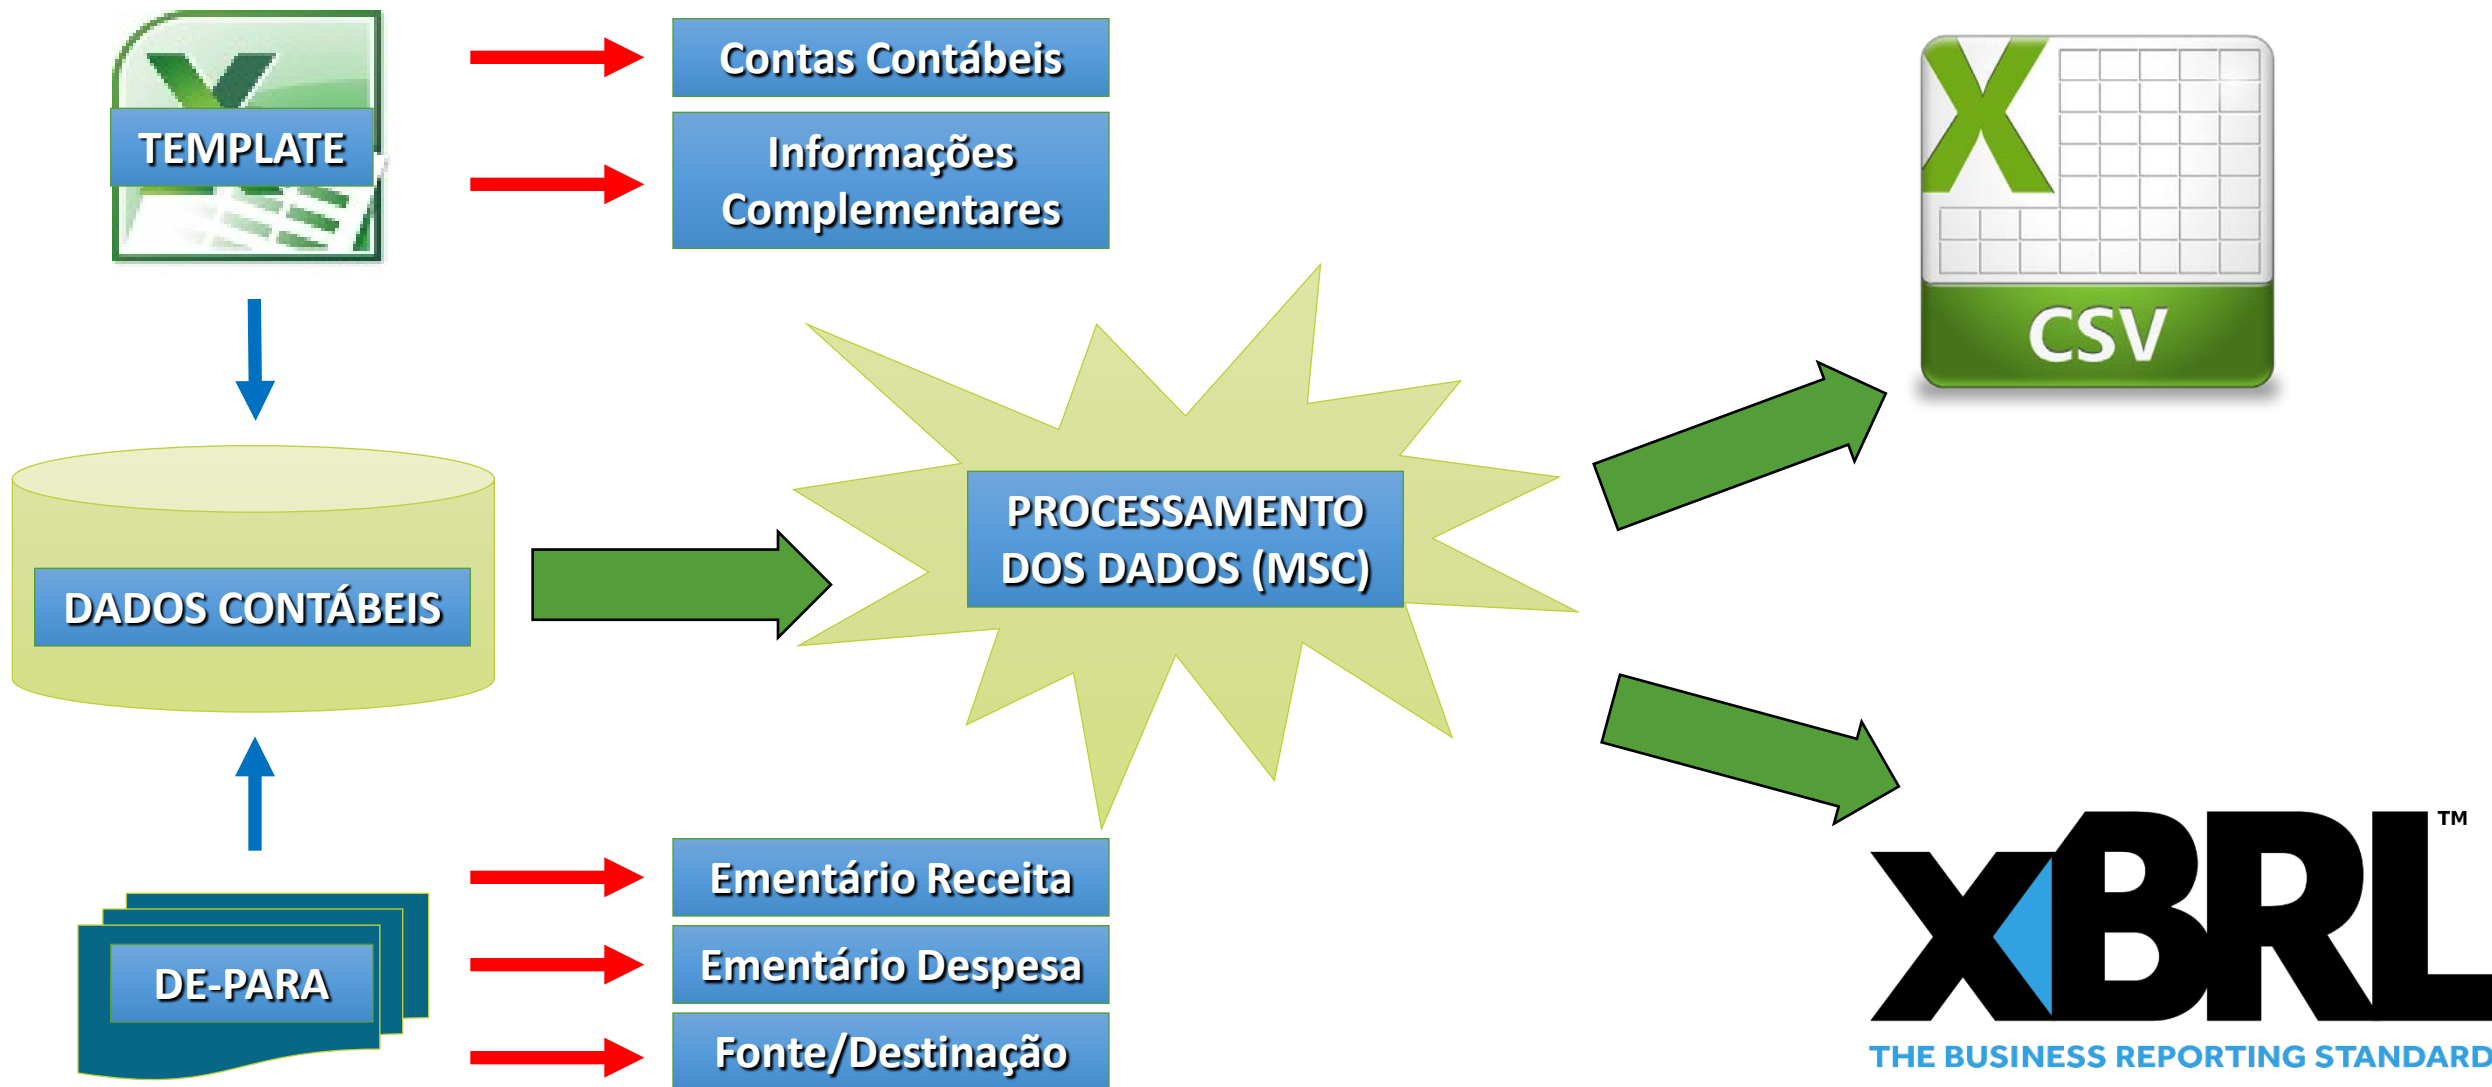 TEMPLATE
Contas Contábeis
Informações
Complementares
CSV
DADOS CONTÁBEIS
PROCESSAMENTO
DOS DADOS (MSC)
DE-PARA
Ementário Receita
Ementário Despesa
Fonte/Destinação
xBRL™
THE BUSINESS REPORTING STANDARD